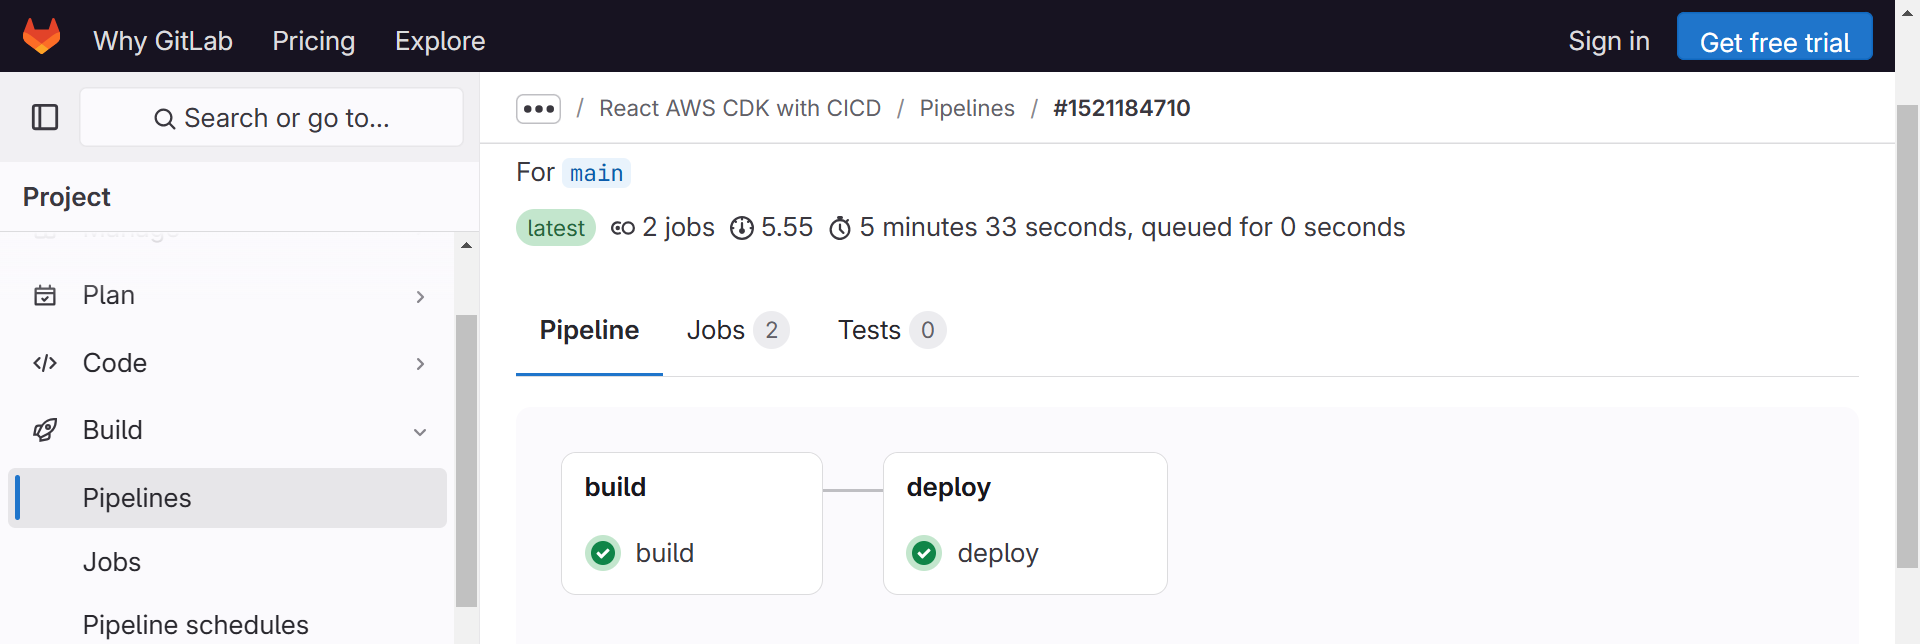 Why GitLab Pricing Explore Sign in Get free trial
Search or go to...
/ React AWS CDK with CICD / Pipelines / #1521184710
Project
Plan
Code
Build
Pipelines
Jobs
Pipeline schedules
For main
latest 2 jobs 5.55 5 minutes 33 seconds, queued for 0 seconds
Pipeline Jobs 2 Tests 0
build
build
deploy
deploy